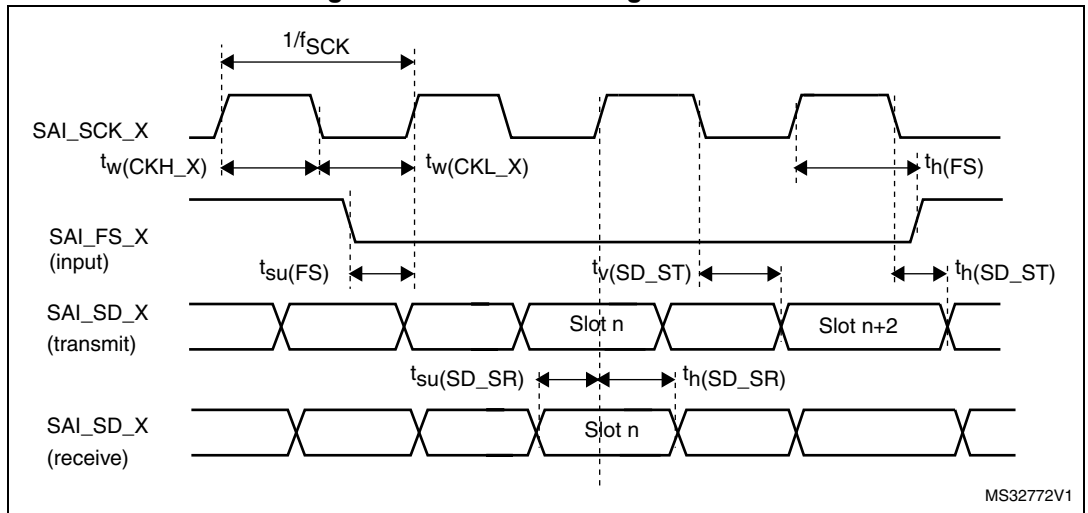 1/fSCK
SAI_SCK_X
tw(CKH_X)
tw(CKL_X)
th(FS)
SAI_FS_X
(input)
tsu(FS)
tv(SD_ST)
th(SD_ST)
SAI_SD_X
(transmit)
Slot n
Slot n+2
tsu(SD_SR)
th(SD_SR)
SAI_SD_X
(receive)
Slot n
MS32772V1